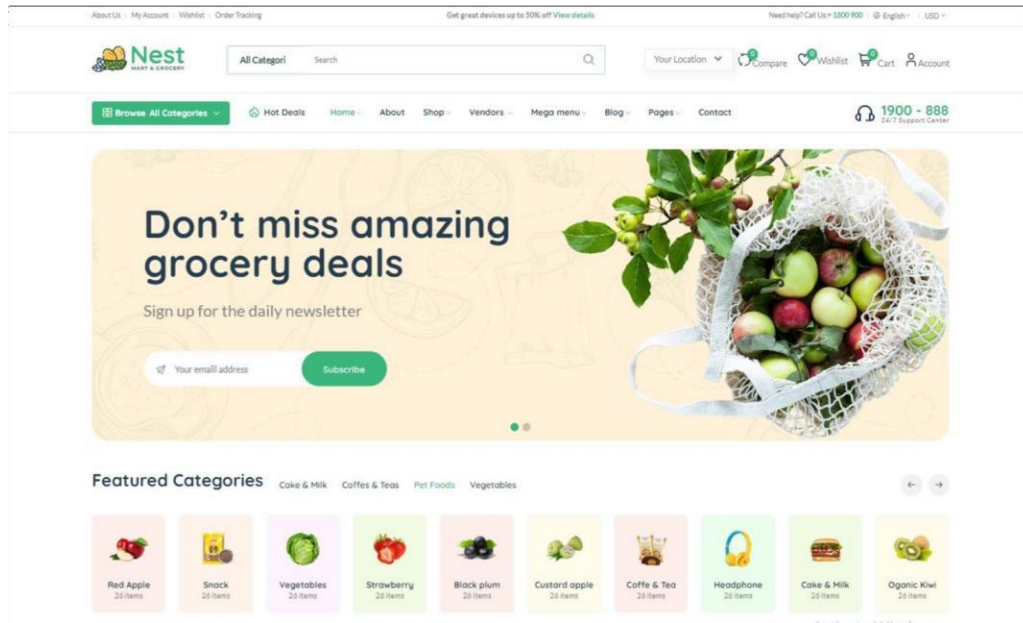 About Us My Account Wishlist Order Tracking
Get great devices up to 50% off View details
Need help? Call Us: + 1800 900 English USD
Nest
MART & GROCERY
All Categori Search
Your Location
0 Compare 0 Wishlist 0 Cart Account
Browse All Categories Hot Deals Home About Shop Vendors Mega menu Blog Pages Contact
1900 - 888
24/7 Support Center
Don't miss amazing
grocery deals
Sign up for the daily newsletter
Your emaill address Subscribe
Featured Categories Cake & Milk Coffes & Teas Pet Foods Vegetables
Red Apple Snack Vegetables Strawberry Black plum Custard apple Coffe & Tea Headphone Cake & Milk Oganic Kiwi
26 items 26 items 26 items 26 items 26 items 26 items 26 items 26 items 26 items 26 items